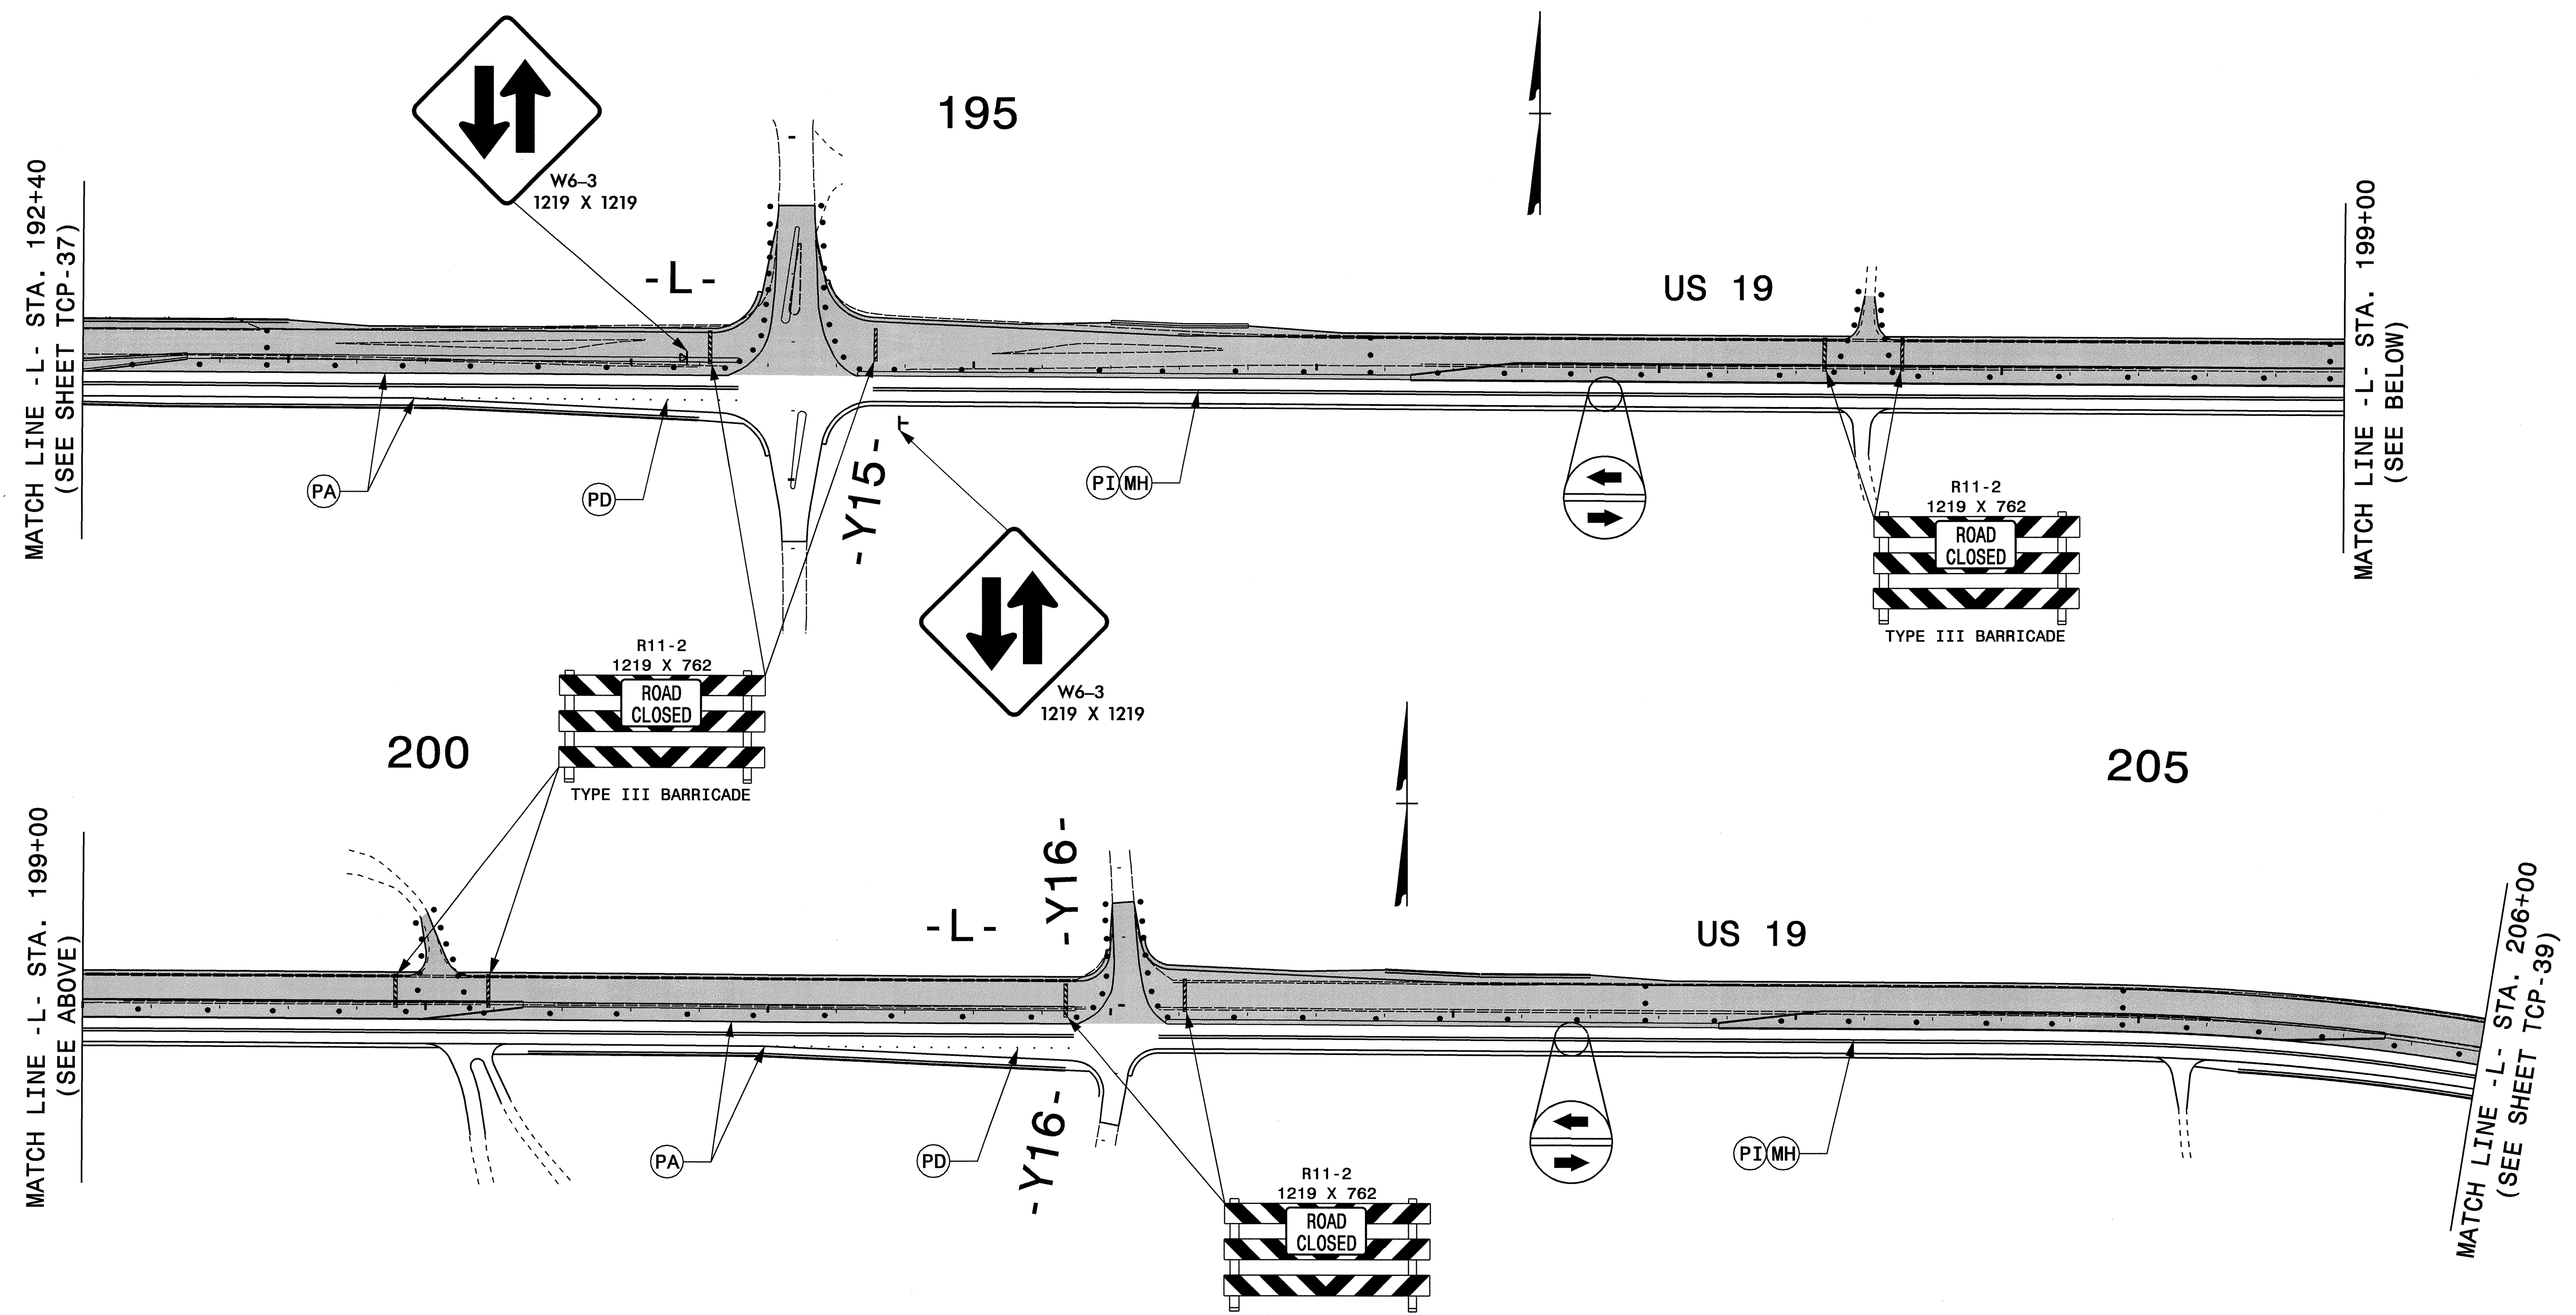 195
W6-3
1219 X 1219
MATCH LINE -L- STA. 192+40
(SEE SHEET TCP-37)
-L-
US 19
MATCH LINE -L- STA. 199+00
(SEE BELOW)
PA
PD
-Y15-
PI MH
R11-2
1219 X 762
ROAD
CLOSED
TYPE III BARRICADE
R11-2
1219 X 762
ROAD
CLOSED
TYPE III BARRICADE
W6-3
1219 X 1219
200
205
MATCH LINE -L- STA. 199+00
(SEE ABOVE)
-L-
-Y16-
US 19
MATCH LINE -L- STA. 206+00
(SEE SHEET TCP-39)
PA
PD
-Y16-
PI MH
R11-2
1219 X 762
ROAD
CLOSED